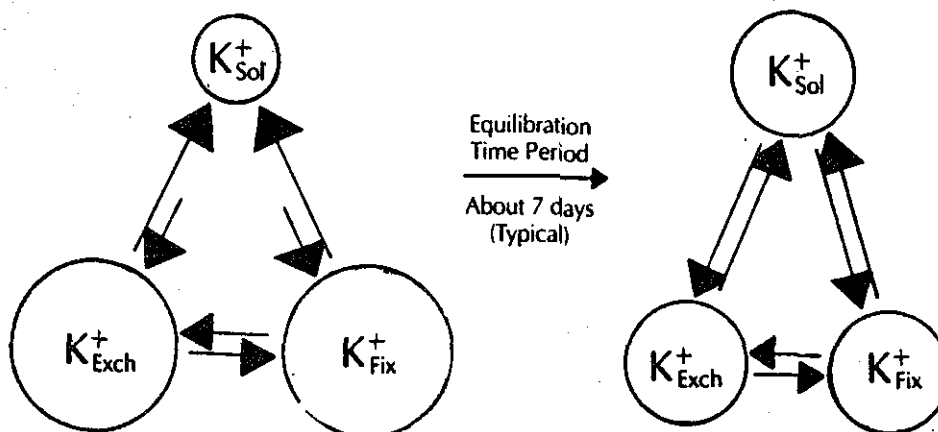 K+Sol
K+Exch
K+Fix
Equilibration
Time Period
About 7 days
(Typical)
K+Sol
K+Exch
K+Fix